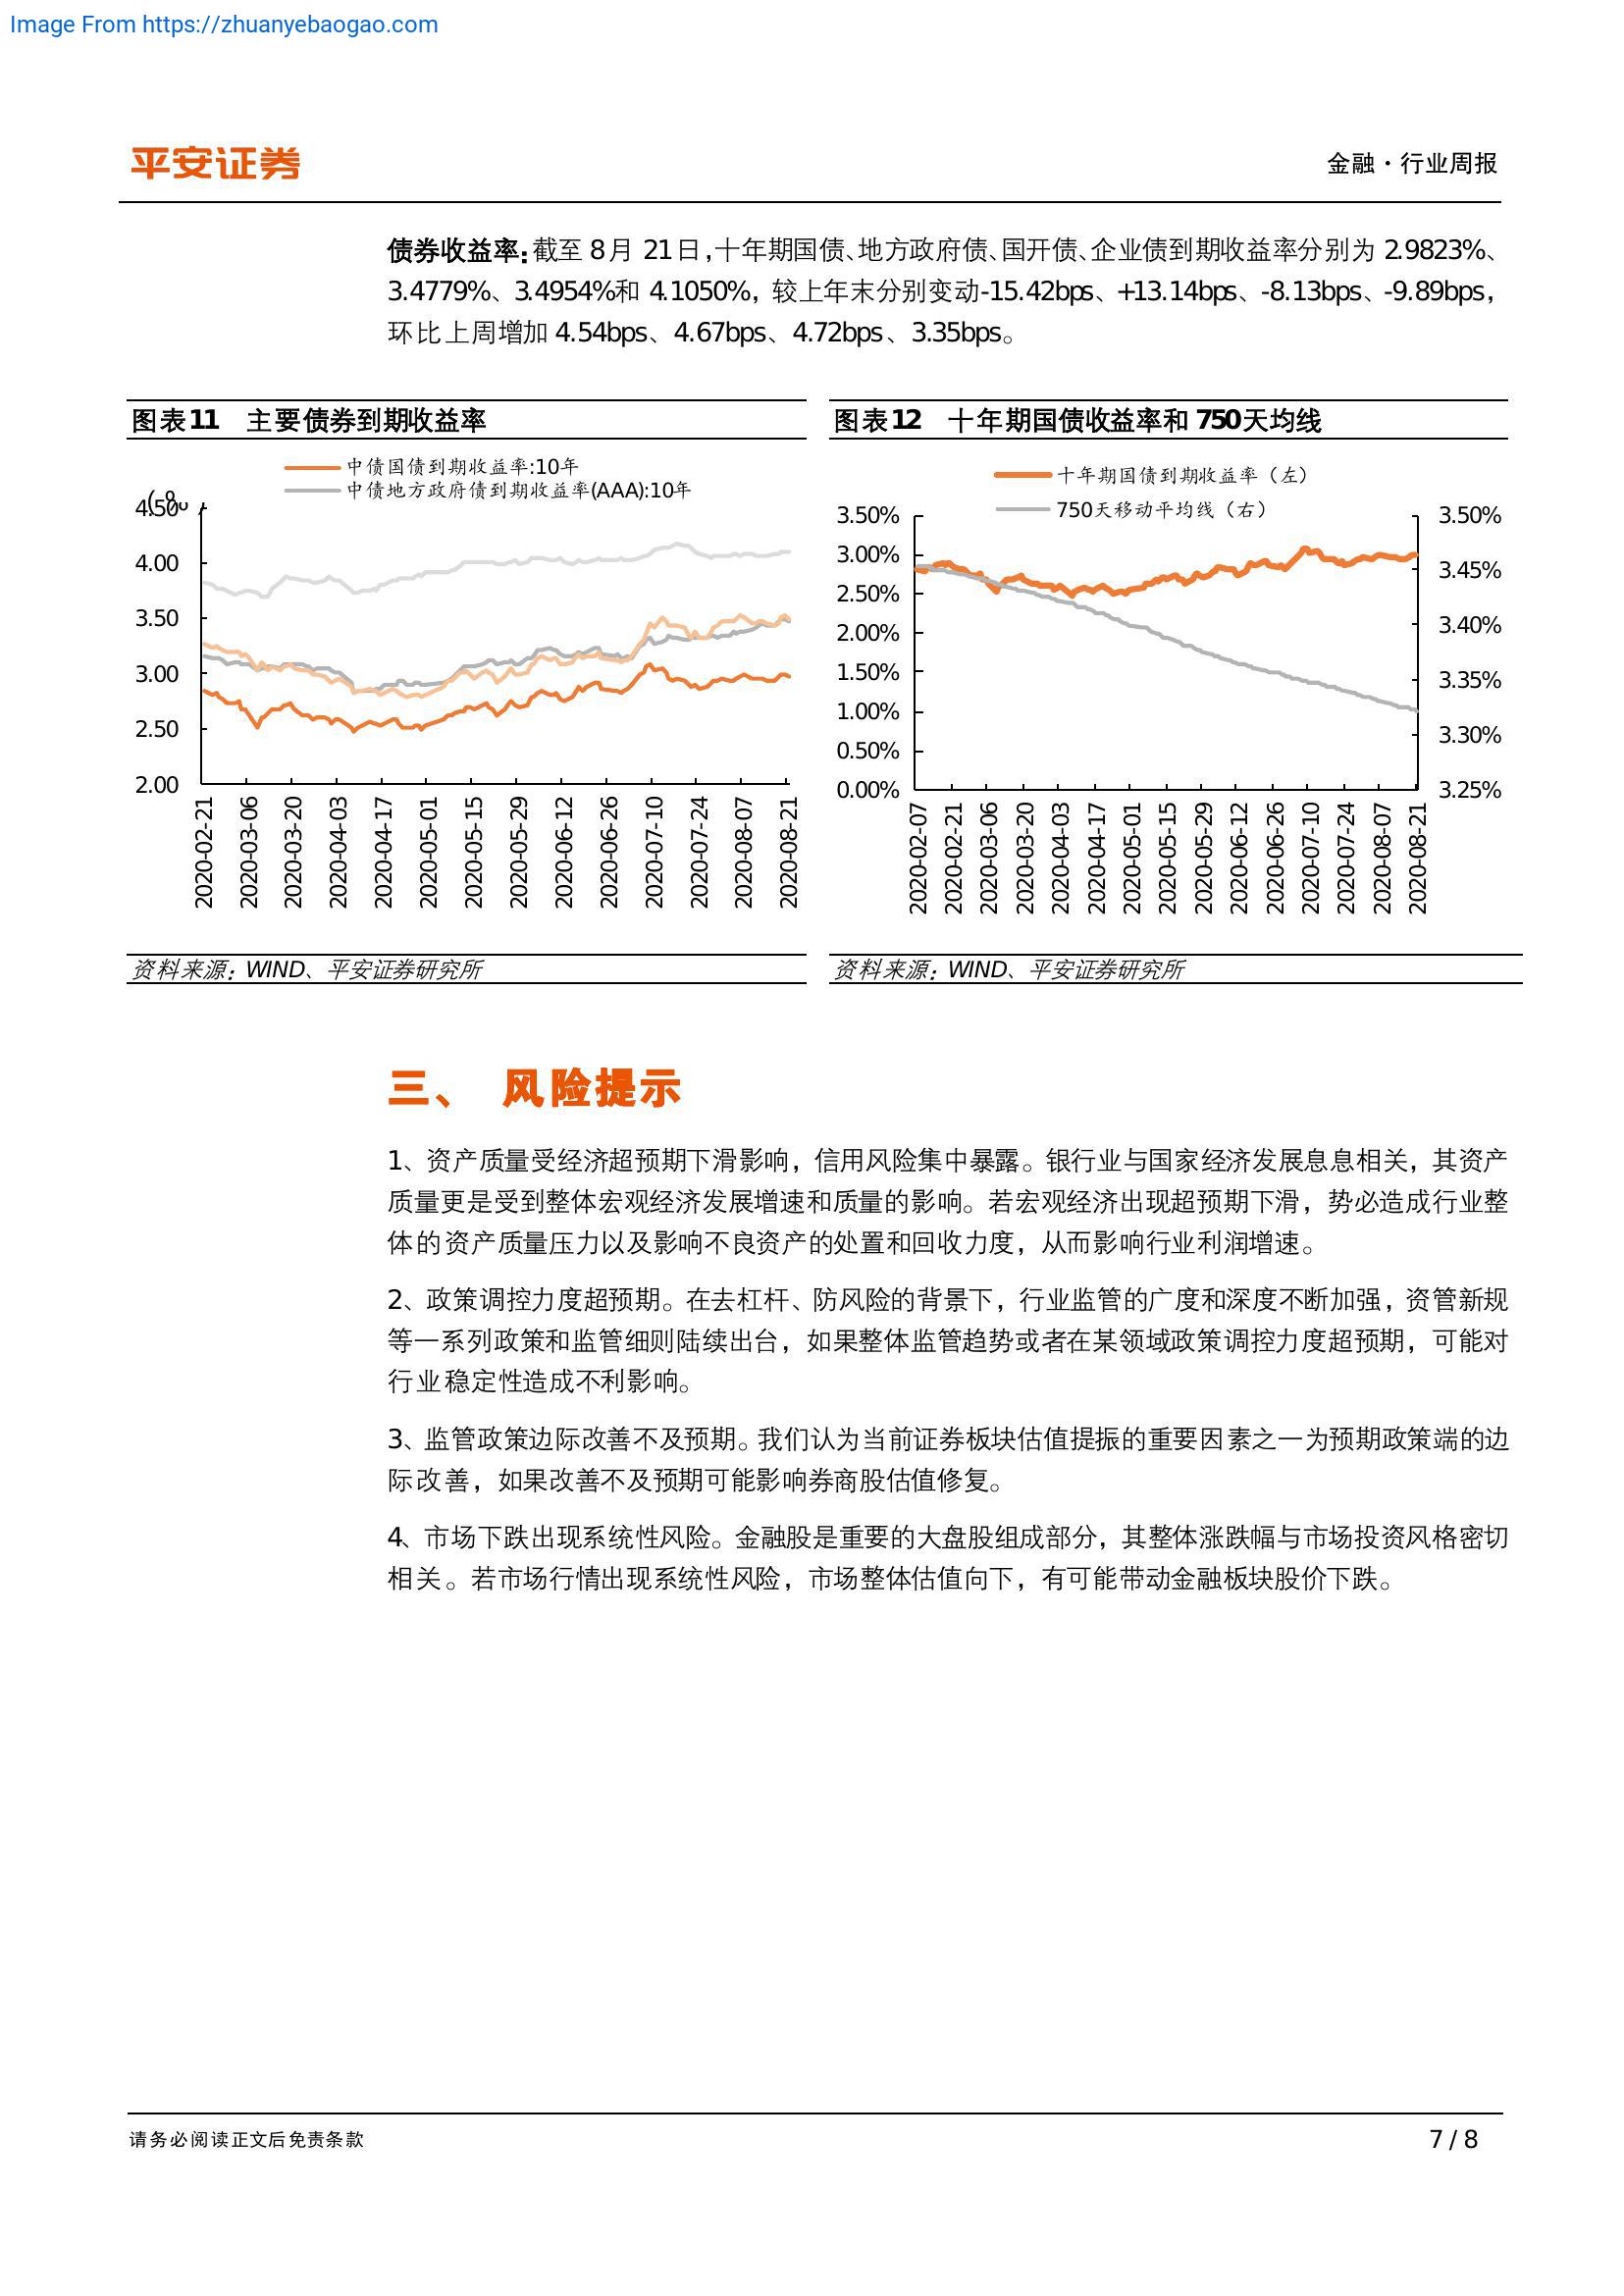 Image From https://zhuanyebaogao.com
平安证券
金融·行业周报
债券收益率：截至 8 月 21 日，十年期国债、地方政府债、国开债、企业债到期收益率分别为 2.9823%、
3.4779%、3.4954%和 4.1050%，较上年末分别变动-15.42bps、+13.14bps、-8.13bps、-9.89bps，
环比上周增加 4.54bps、4.67bps、4.72bps、3.35bps。
图表11 主要债券到期收益率
中债国债到期收益率:10年
中债地方政府债到期收益率(AAA):10年
4.50
4.00
3.50
3.00
2.50
2.00
2020-02-21
2020-03-06
2020-03-20
2020-04-03
2020-04-17
2020-05-01
2020-05-15
2020-05-29
2020-06-12
2020-06-26
2020-07-10
2020-07-24
2020-08-07
2020-08-21
资料来源：WIND、平安证券研究所
图表12 十年期国债收益率和 750天均线
十年期国债到期收益率（左）
750天移动平均线（右）
3.50%
3.00%
2.50%
2.00%
1.50%
1.00%
0.50%
0.00%
3.50%
3.45%
3.40%
3.35%
3.30%
3.25%
2020-02-07
2020-02-21
2020-03-06
2020-03-20
2020-04-03
2020-04-17
2020-05-01
2020-05-15
2020-05-29
2020-06-12
2020-06-26
2020-07-10
2020-07-24
2020-08-07
2020-08-21
资料来源：WIND、平安证券研究所
三、 风险提示
1、资产质量受经济超预期下滑影响，信用风险集中暴露。银行业与国家经济发展息息相关，其资产
质量更是受到整体宏观经济发展增速和质量的影响。若宏观经济出现超预期下滑，势必造成行业整
体的资产质量压力以及影响不良资产的处置和回收力度，从而影响行业利润增速。
2、政策调控力度超预期。在去杠杆、防风险的背景下，行业监管的广度和深度不断加强，资管新规
等一系列政策和监管细则陆续出台，如果整体监管趋势或者在某领域政策调控力度超预期，可能对
行业稳定性造成不利影响。
3、监管政策边际改善不及预期。我们认为当前证券板块估值提振的重要因素之一为预期政策端的边
际改善，如果改善不及预期可能影响券商股估值修复。
4、市场下跌出现系统性风险。金融股是重要的大盘股组成部分，其整体涨跌幅与市场投资风格密切
相关。若市场行情出现系统性风险，市场整体估值向下，有可能带动金融板块股价下跌。
请务必阅读正文后免责条款
7 / 8